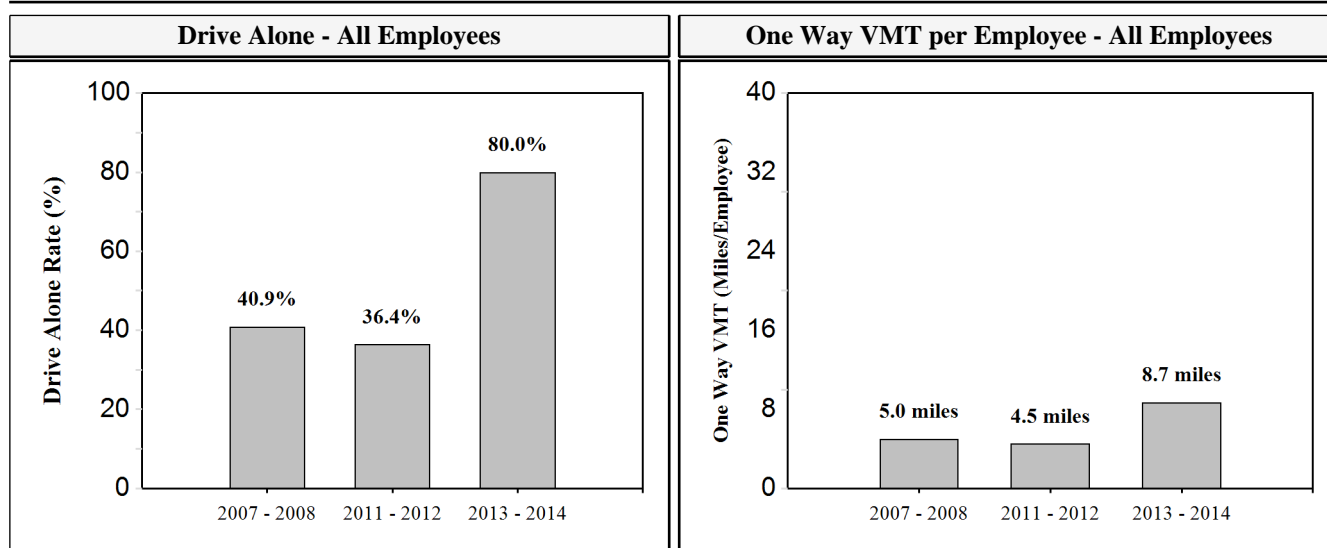 Drive Alone - All Employees
100
80
60
40
20
0
Drive Alone Rate (%)
40.9%
36.4%
80.0%
2007 - 2008
2011 - 2012
2013 - 2014
One Way VMT per Employee - All Employees
40
32
24
16
8
0
One Way VMT (Miles/Employee)
5.0 miles
4.5 miles
8.7 miles
2007 - 2008
2011 - 2012
2013 - 2014